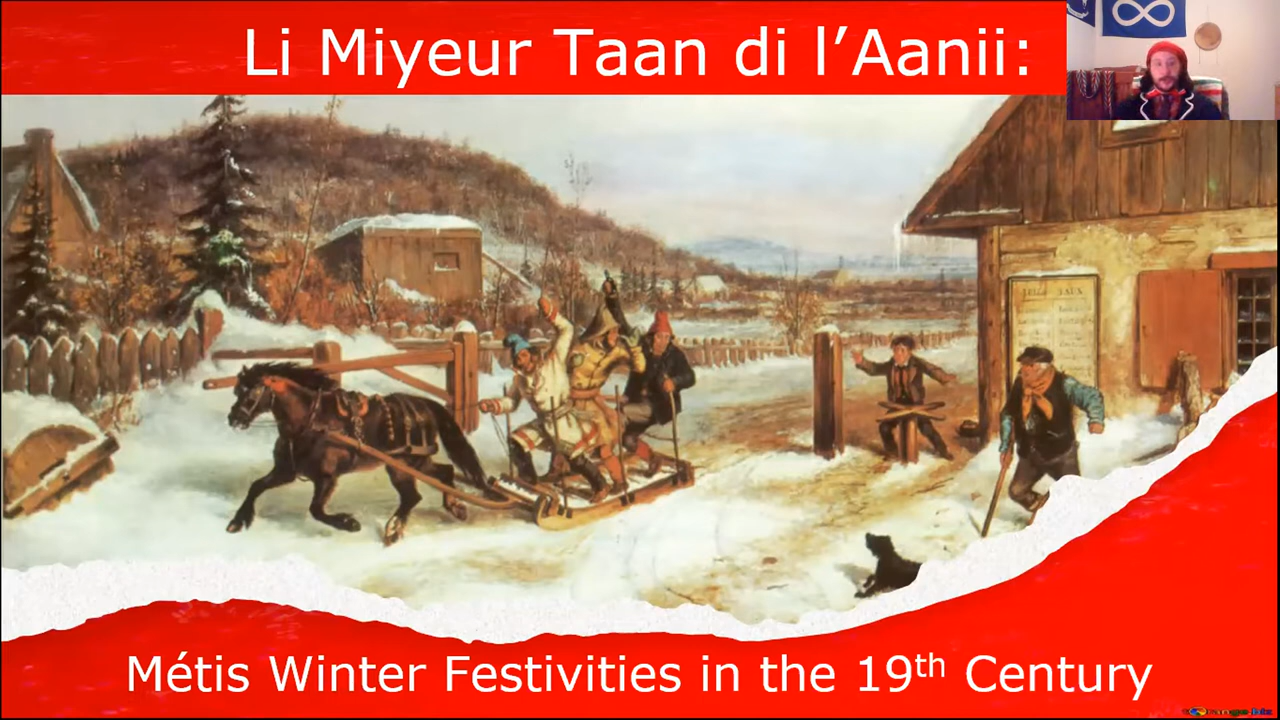 Li Miyeur Taan di l’Aanii:
Métis Winter Festivities in the 19th Century